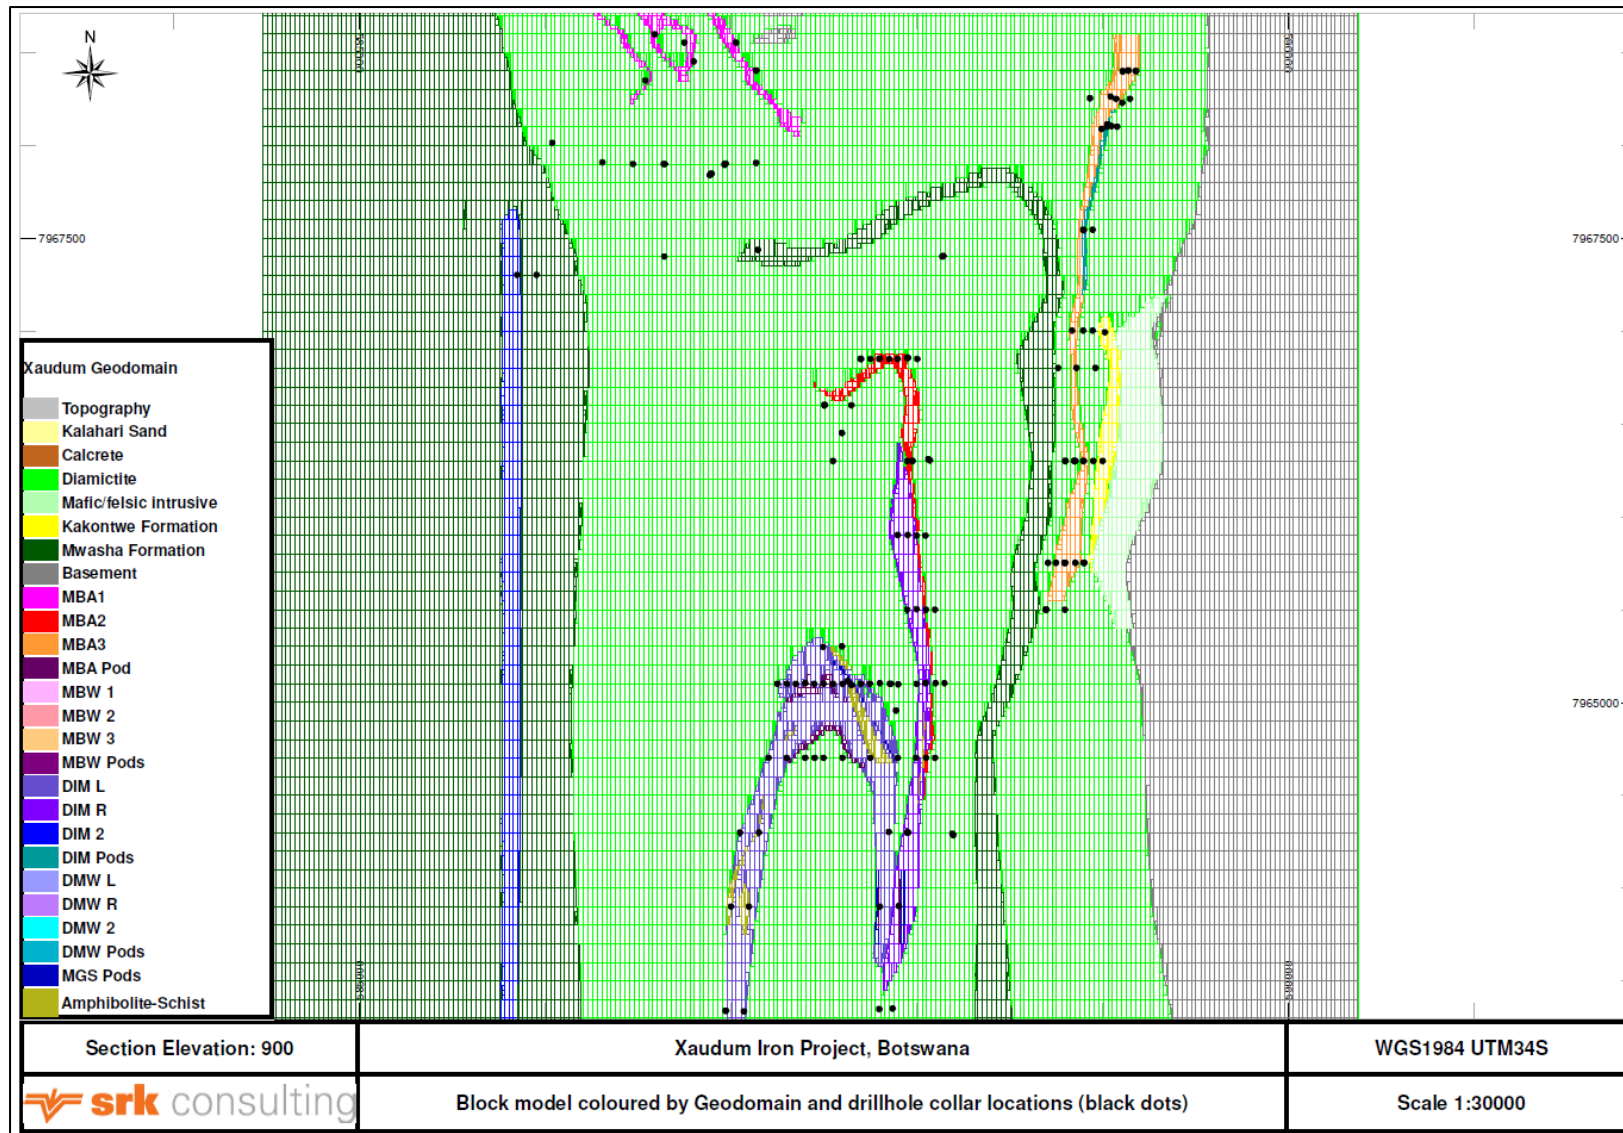 N
7967500
7967500
Xaudum Geodomain
Topography
Kalahari Sand
Calcrete
Diamictite
Mafic/felsic intrusive
Kakontwe Formation
Mwasha Formation
Basement
MBA1
MBA2
MBA3
MBA Pod
MBW 1
MBW 2
MBW 3
MBW Pods
DIM L
DIM R
DIM 2
DIM Pods
DMW L
DMW R
DMW 2
DMW Pods
MGS Pods
Amphibolite-Schist
7965000
585000
590000
Section Elevation: 900
Xaudum Iron Project, Botswana
WGS1984 UTM34S
srk consulting
Block model coloured by Geodomain and drillhole collar locations (black dots)
Scale 1:30000